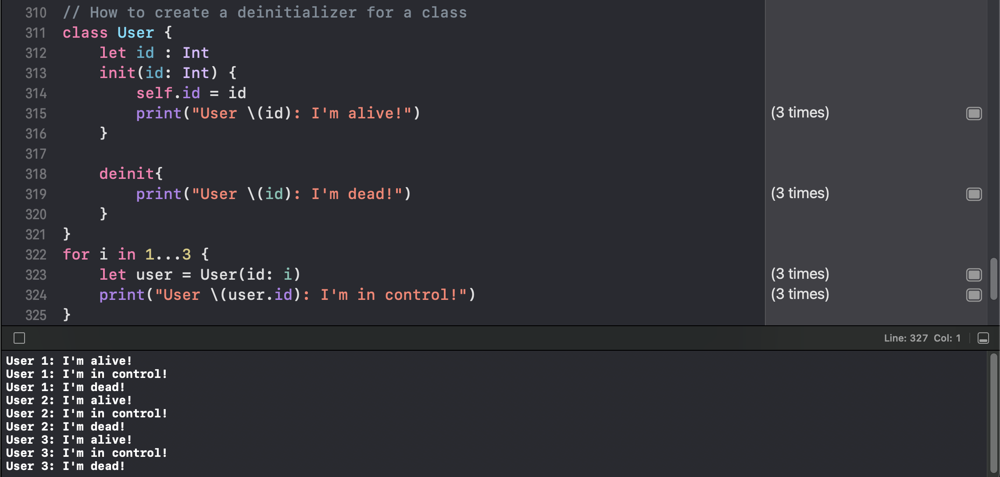 310 // How to create a deinitializer for a class
311 class User {
312     let id : Int
313     init(id: Int) {
314         self.id = id
315         print("User \(id): I'm alive!") (3 times)
316     }
317
318     deinit{
319         print("User \(id): I'm dead!") (3 times)
320     }
321 }
322 for i in 1...3 {
323     let user = User(id: i) (3 times)
324     print("User \(user.id): I'm in control!") (3 times)
325 }
Line: 327 Col: 1
User 1: I'm alive!
User 1: I'm in control!
User 1: I'm dead!
User 2: I'm alive!
User 2: I'm in control!
User 2: I'm dead!
User 3: I'm alive!
User 3: I'm in control!
User 3: I'm dead!